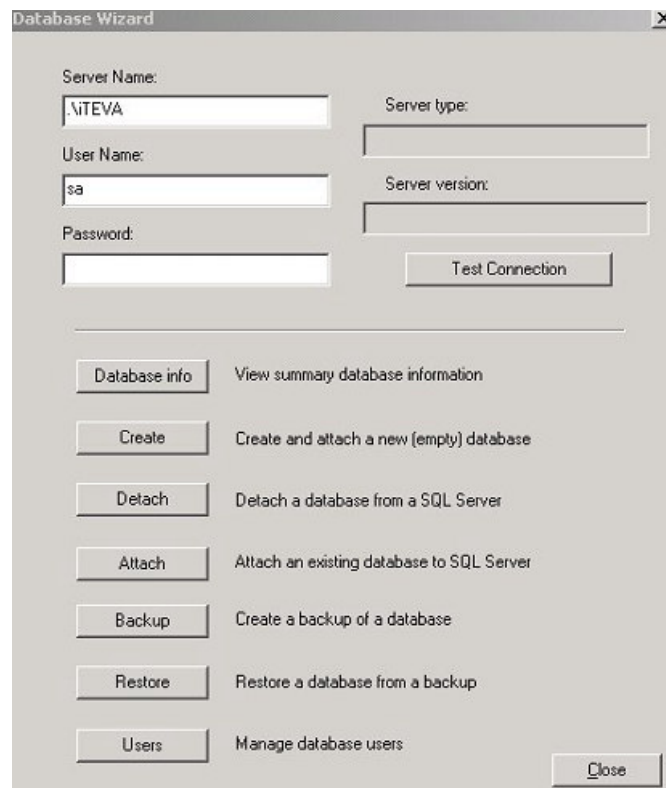 Database Wizard
Server Name:
.\iTEVA
Server type:
User Name:
sa
Server version:
Password:
Test Connection
Database info View summary database information
Create Create and attach a new (empty) database
Detach Detach a database from a SQL Server
Attach Attach an existing database to SQL Server
Backup Create a backup of a database
Restore Restore a database from a backup
Users Manage database users
Close